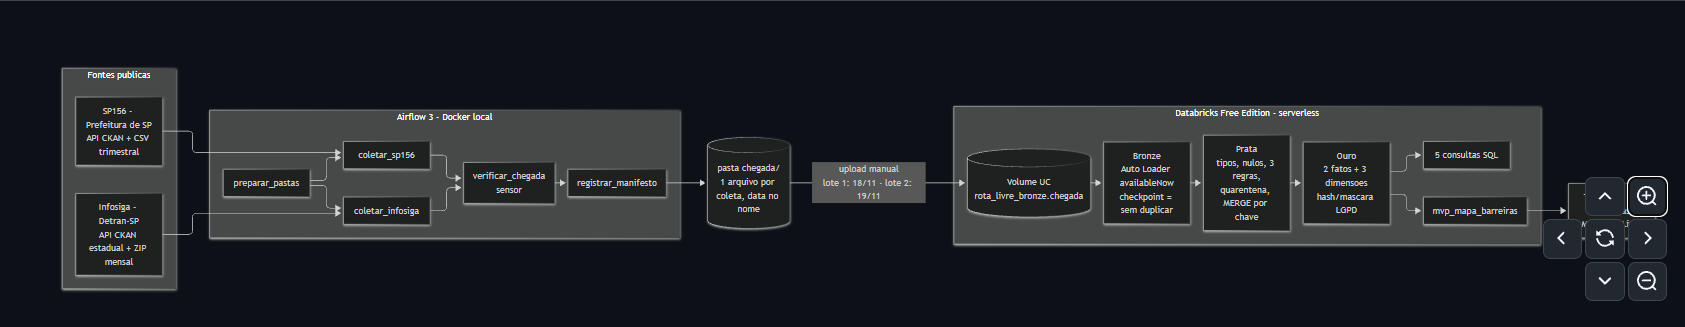 Fontes publicas
SP156 -
Prefeitura de SP
API CKAN + CSV
trimestral
Infosiga -
Detran-SP
API CKAN
estadual + ZIP
mensal
Airflow 3 - Docker local
preparar_pastas
coletar_sp156
coletar_infosiga
verificar_chegada
sensor
registrar_manifesto
pasta chegada/
1 arquivo por
coleta, data no
nome
upload manual
lote 1: 18/11 - lote 2:
19/11
Databricks Free Edition - serverless
Volume UC
rota_livre_bronze.chegada
Bronze
Auto Loader
availableNow
checkpoint =
sem duplicar
Prata
tipos, nulos, 3
regras,
quarentena,
MERGE por
chave
Ouro
2 fatos + 3
dimensoes
hash/mascara
LGPD
5 consultas SQL
mvp_mapa_barreiras